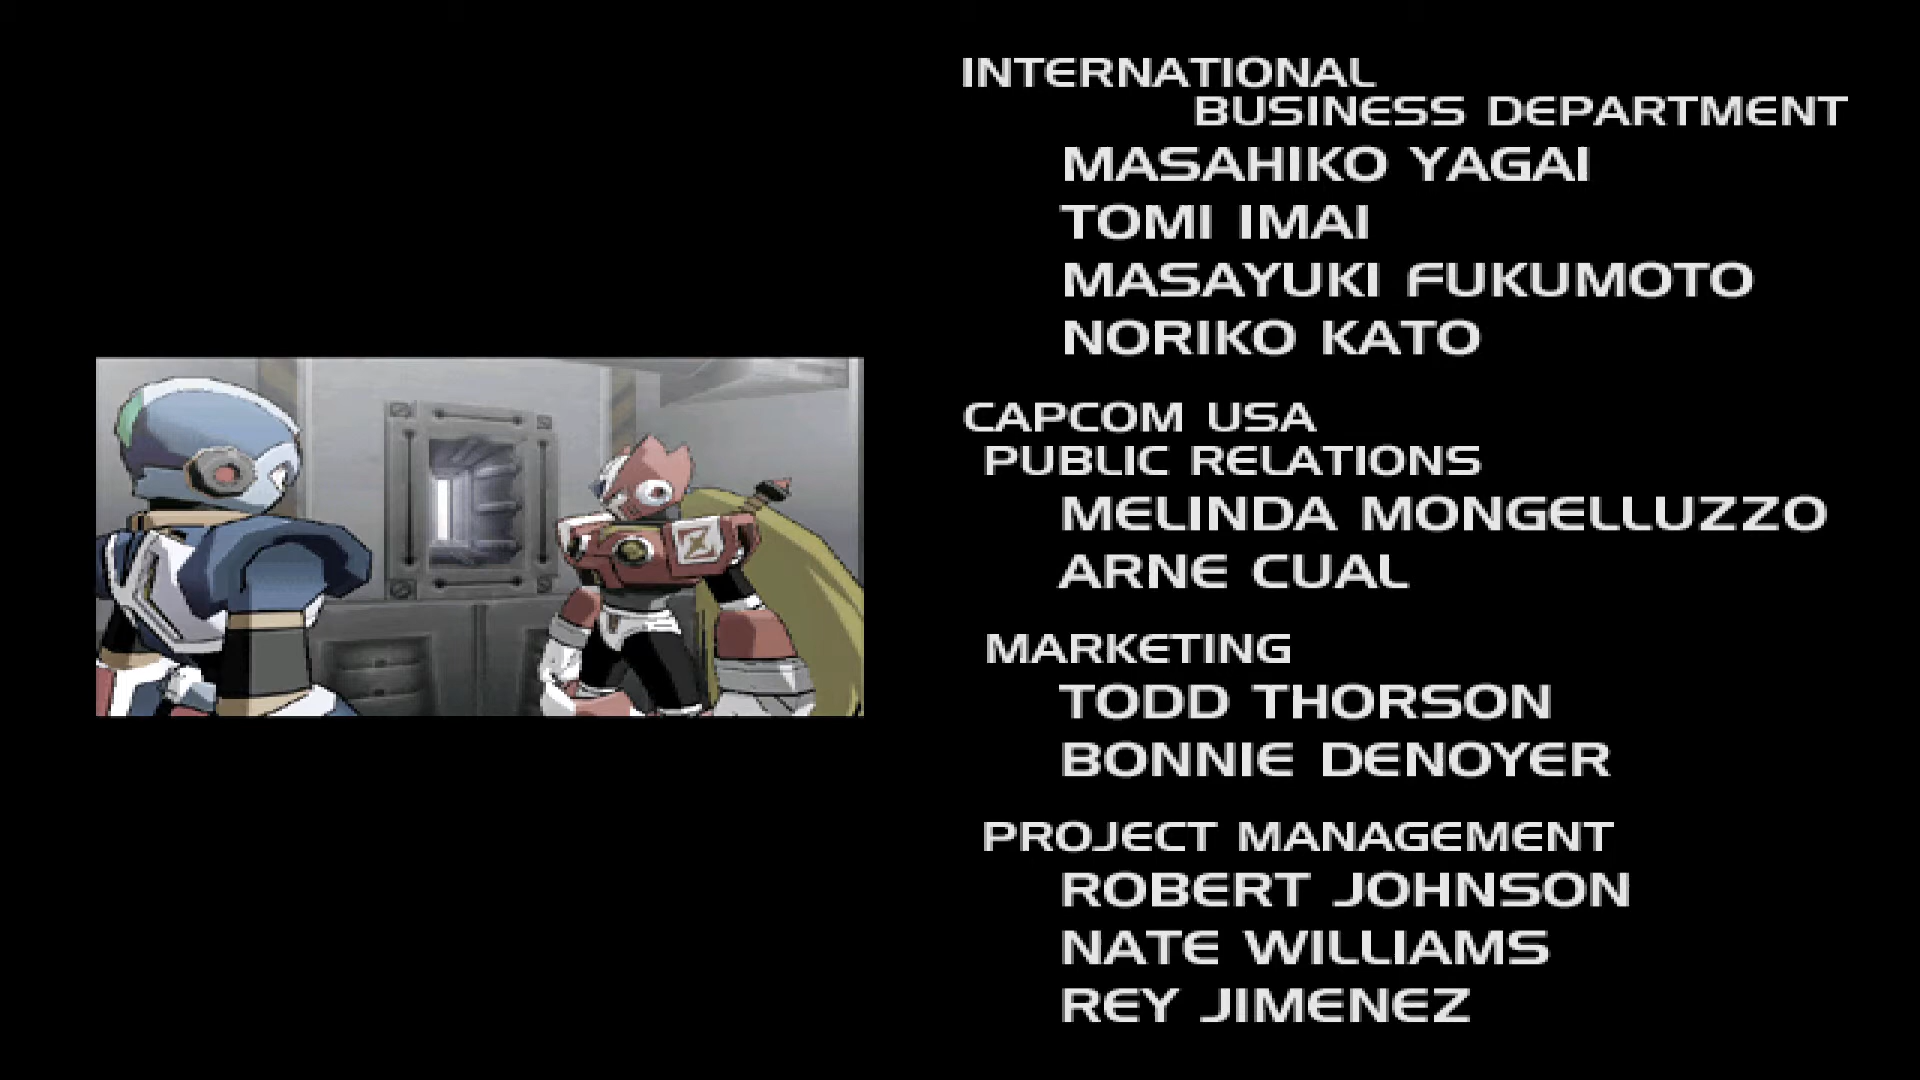 INTERNATIONAL
BUSINESS DEPARTMENT
MASAHIKO YAGAI
TOMI IMAI
MASAYUKI FUKUMOTO
NORIKO KATO
CAPCOM USA
PUBLIC RELATIONS
MELINDA MONGELLUZZO
ARNE CUAL
MARKETING
TODD THORSON
BONNIE DENOYER
PROJECT MANAGEMENT
ROBERT JOHNSON
NATE WILLIAMS
REY JIMENEZ